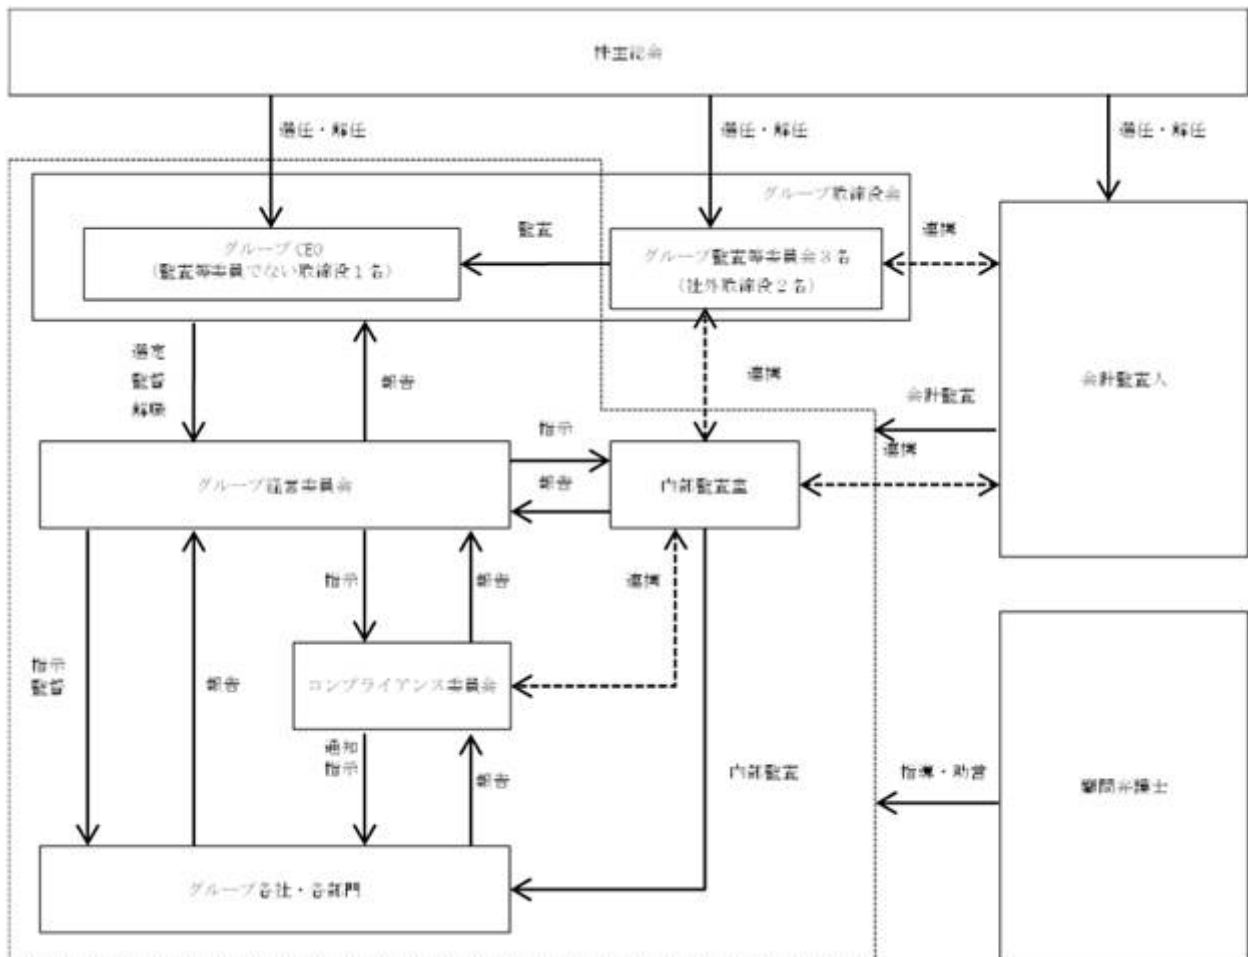 株主総会
選任・解任
選任・解任
選任・解任
グループ取締役会
グループCEO
(監査等委員でない取締役1名)
監査
グループ監査等委員会3名
(社外取締役2名)
連携
会計監査人
選定
監督
解職
報告
連携
会計監査
連携
グループ経営委員会
指示
報告
内部監査室
指示
報告
連携
指示
監督
報告
コンプライアンス委員会
通知
指示
報告
内部監査
指導・助言
顧問弁護士
グループ各社・各部門